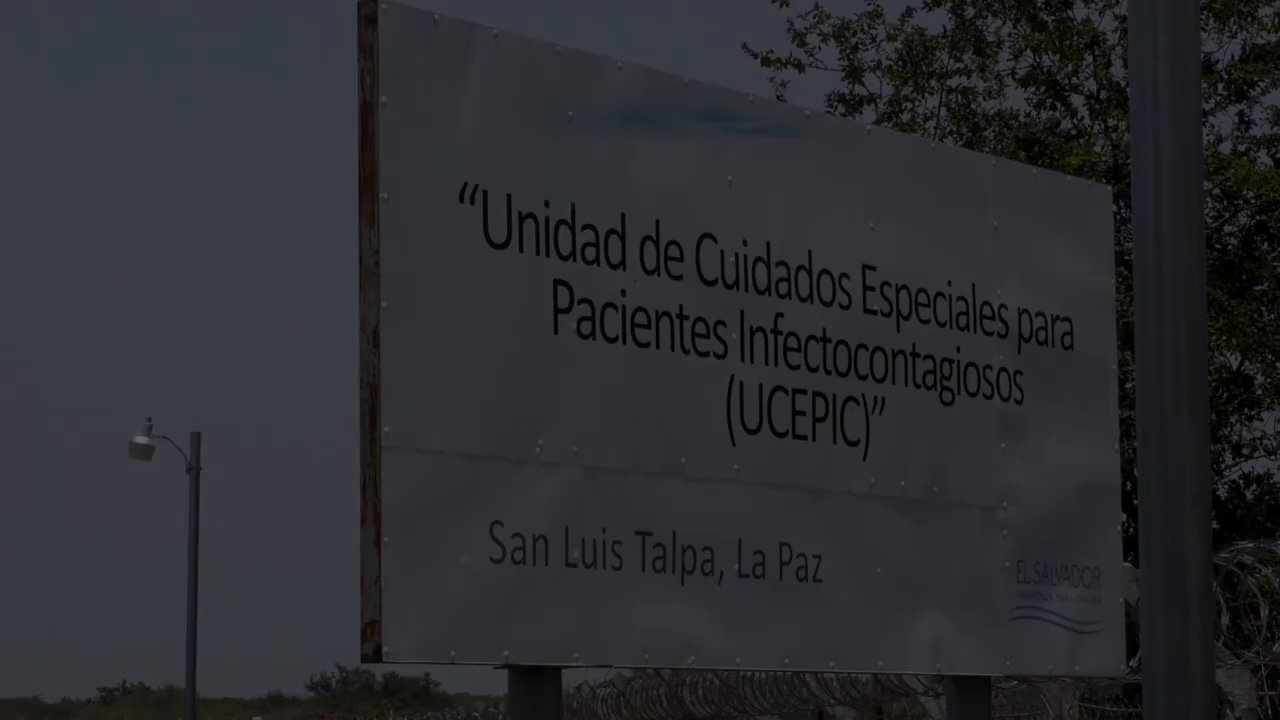 “Unidad de Cuidados Especiales para
Pacientes Infectocontagiosos
(UCEPIC)”
San Luis Talpa, La Paz
EL SALVADOR